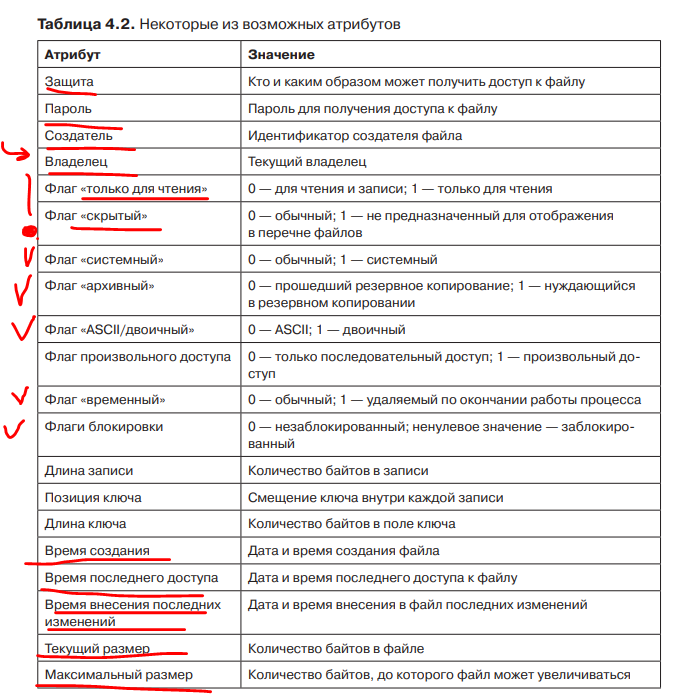 Таблица 4.2. Некоторые из возможных атрибутов
Атрибут Значение
Защита Кто и каким образом может получить доступ к файлу
Пароль Пароль для получения доступа к файлу
Создатель Идентификатор создателя файла
Владелец Текущий владелец
Флаг «только для чтения» 0 — для чтения и записи; 1 — только для чтения
Флаг «скрытый» 0 — обычный; 1 — не предназначенный для отображения
в перечне файлов
Флаг «системный» 0 — обычный; 1 — системный
Флаг «архивный» 0 — прошедший резервное копирование; 1 — нуждающийся
в резервном копировании
Флаг «ASCII/двоичный» 0 — ASCII; 1 — двоичный
Флаг произвольного доступа 0 — только последовательный доступ; 1 — произвольный до-
ступ
Флаг «временный» 0 — обычный; 1 — удаляемый по окончании работы процесса
Флаги блокировки 0 — незаблокированный; ненулевое значение — заблокиро-
ванный
Длина записи Количество байтов в записи
Позиция ключа Смещение ключа внутри каждой записи
Длина ключа Количество байтов в поле ключа
Время создания Дата и время создания файла
Время последнего доступа Дата и время последнего доступа к файлу
Время внесения последних Дата и время внесения в файл последних изменений
изменений
Текущий размер Количество байтов в файле
Максимальный размер Количество байтов, до которого файл может увеличиваться